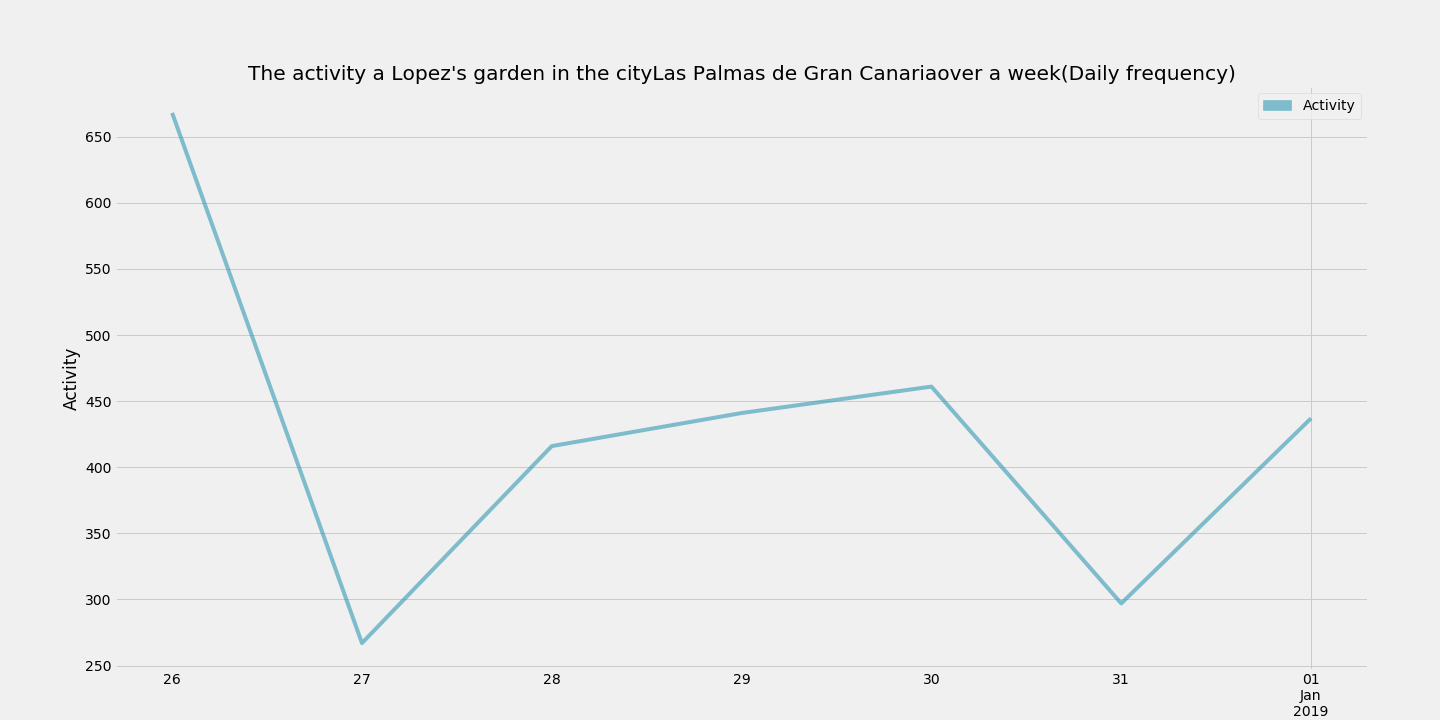 The activity a Lopez's garden in the cityLas Palmas de Gran Canariaover a week(Daily frequency)
Activity
650
600
550
500
450
400
350
300
250
Activity
26 27 28 29 30 31 01
Jan
2019